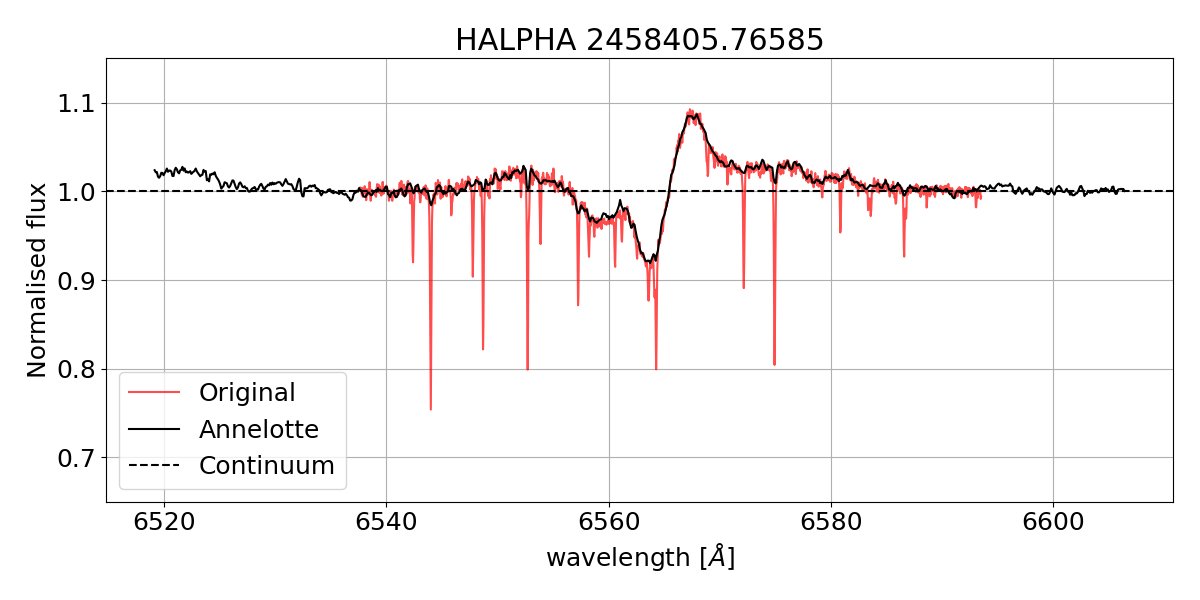 HALPHA 2458405.76585
Normalised flux
1.1
1.0
0.9
0.8
0.7
Original
Annelotte
Continuum
6520 6540 6560 6580 6600
wavelength [Å]